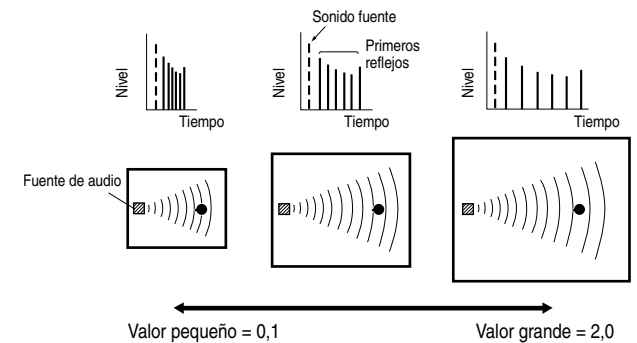 Sonido fuente
Primeros
reflejos
Nivel
Tiempo
Nivel
Tiempo
Nivel
Tiempo
Fuente de audio
Valor pequeño = 0,1
Valor grande = 2,0